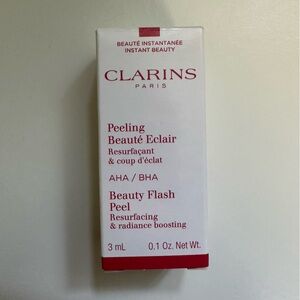 BEAUTÉ INSTANTANÉE
INSTANT BEAUTY
CLARINS
PARIS
Peeling
Beauté Eclair
Resurfaçant
& coup d'éclat
AHA / BHA
Beauty Flash
Peel
Resurfacing
& radiance boosting
3 mL 0.1 Oz. Net Wt.